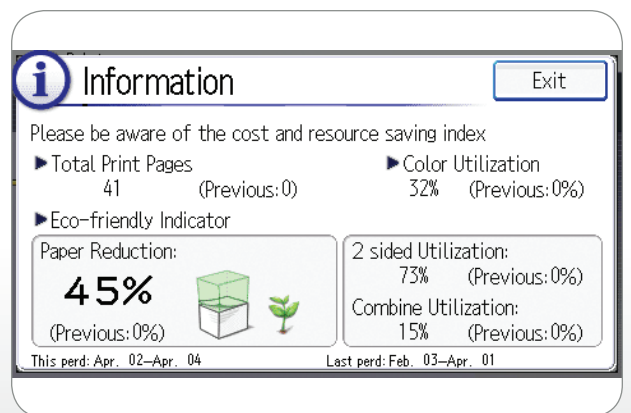 Information
Exit
Please be aware of the cost and resource saving index
Total Print Pages
41 (Previous:0)
Color Utilization
32% (Previous:0%)
Eco-friendly Indicator
Paper Reduction:
45%
(Previous:0%)
2 sided Utilization:
73% (Previous:0%)
Combine Utilization:
15% (Previous:0%)
This perd: Apr. 02—Apr. 04
Last perd: Feb. 03—Apr. 01